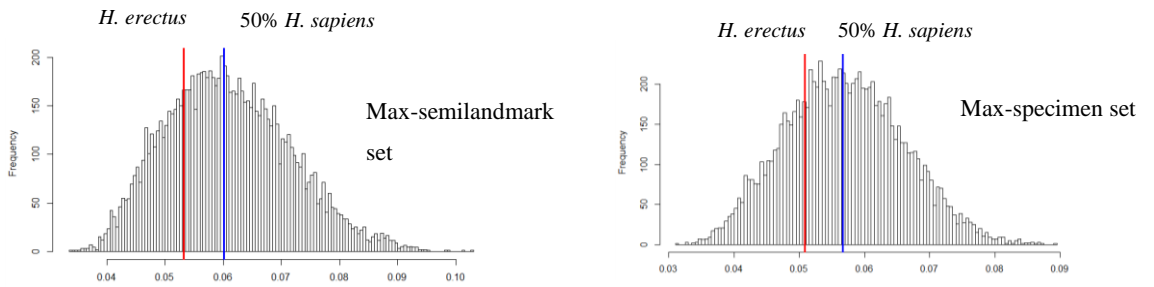 H. erectus 50% H. sapiens
Max-semilandmark
set
Frequency
200
150
100
50
0
0.04 0.05 0.06 0.07 0.08 0.09 0.10
H. erectus 50% H. sapiens
Max-specimen set
Frequency
200
150
100
50
0
0.03 0.04 0.05 0.06 0.07 0.08 0.09